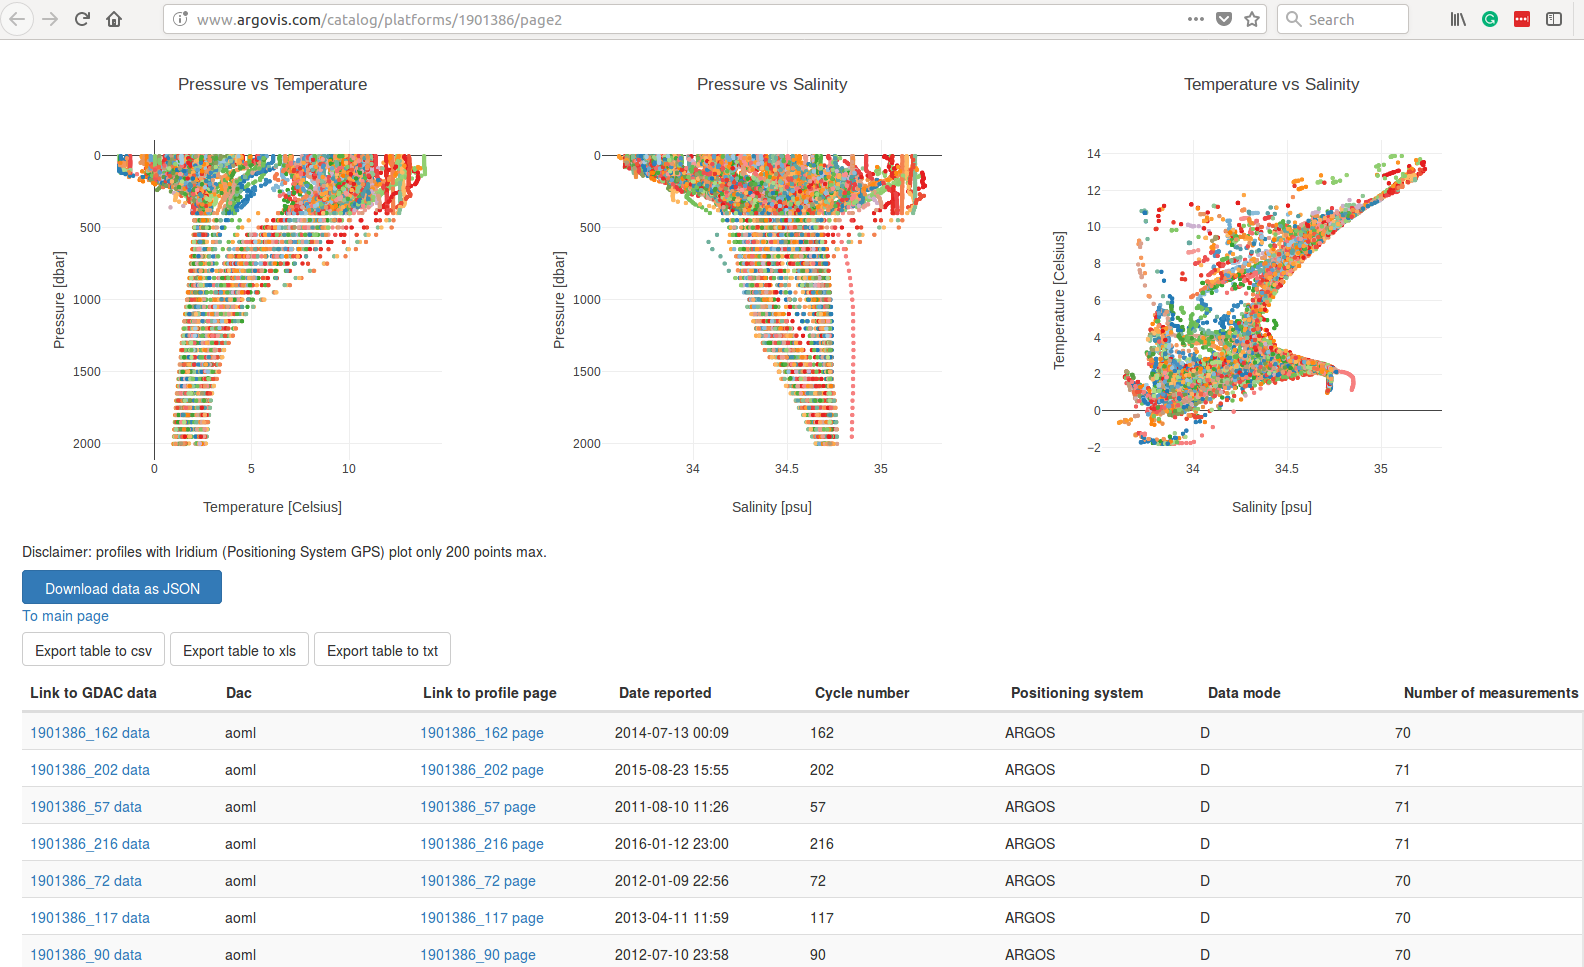 www.argovis.com/catalog/platforms/1901386/page2
Search
Pressure vs Temperature
Pressure vs Salinity
Temperature vs Salinity
0
500
1000
1500
2000
Pressure [dbar]
0 5 10
Temperature [Celsius]
0
500
1000
1500
2000
Pressure [dbar]
34 34.5 35
Salinity [psu]
14
12
10
8
6
4
2
0
−2
Temperature [Celsius]
34 34.5 35
Salinity [psu]
Disclaimer: profiles with Iridium (Positioning System GPS) plot only 200 points max.
Download data as JSON
To main page
Export table to csv Export table to xls Export table to txt
Link to GDAC data Dac Link to profile page Date reported Cycle number Positioning system Data mode Number of measurements
1901386_162 data aoml 1901386_162 page 2014-07-13 00:09 162 ARGOS D 70
1901386_202 data aoml 1901386_202 page 2015-08-23 15:55 202 ARGOS D 71
1901386_57 data aoml 1901386_57 page 2011-08-10 11:26 57 ARGOS D 71
1901386_216 data aoml 1901386_216 page 2016-01-12 23:00 216 ARGOS D 71
1901386_72 data aoml 1901386_72 page 2012-01-09 22:56 72 ARGOS D 70
1901386_117 data aoml 1901386_117 page 2013-04-11 11:59 117 ARGOS D 70
1901386_90 data aoml 1901386_90 page 2012-07-10 23:58 90 ARGOS D 70